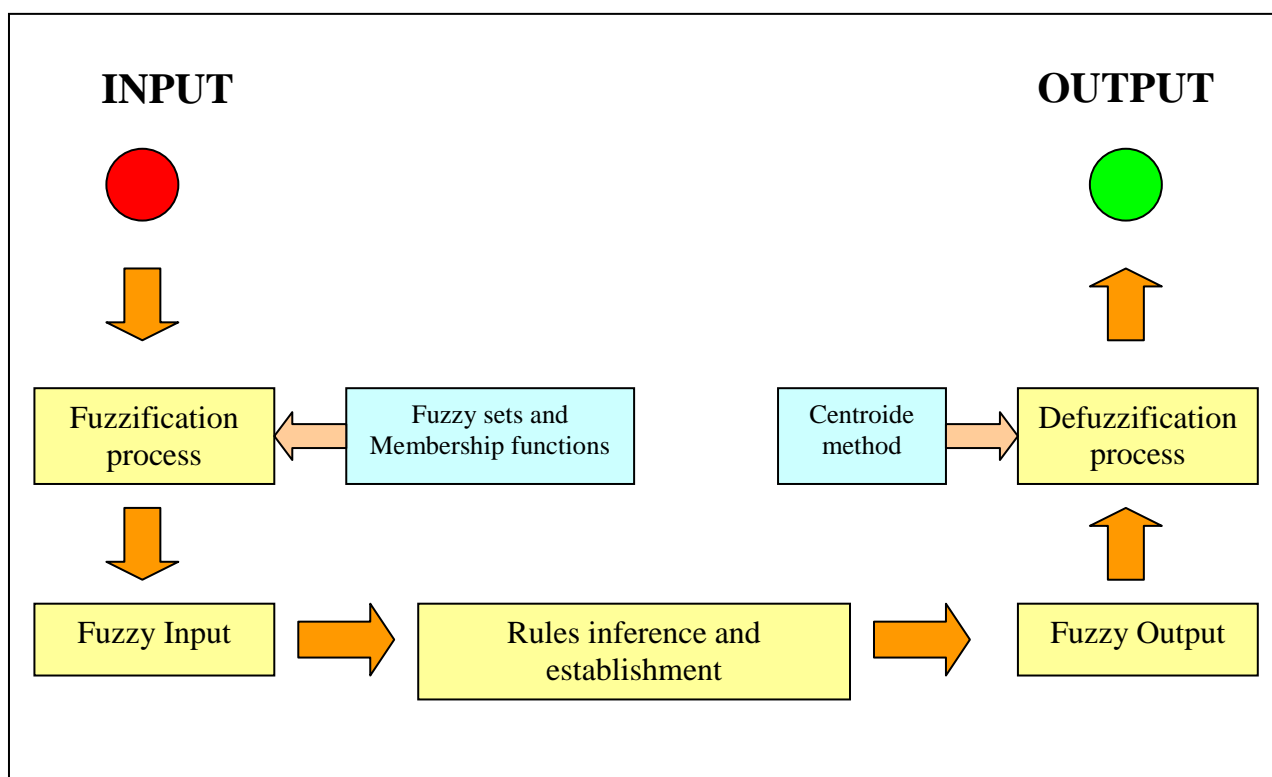 INPUT
OUTPUT
Fuzzification
process
Fuzzy sets and
Membership functions
Centroide
method
Defuzzification
process
Fuzzy Input
Rules inference and
establishment
Fuzzy Output